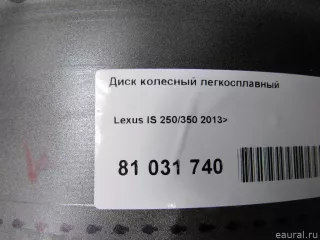 Диск колесный легкосплавный
Lexus IS 250/350 2013>
81 031 740
eaural.ru